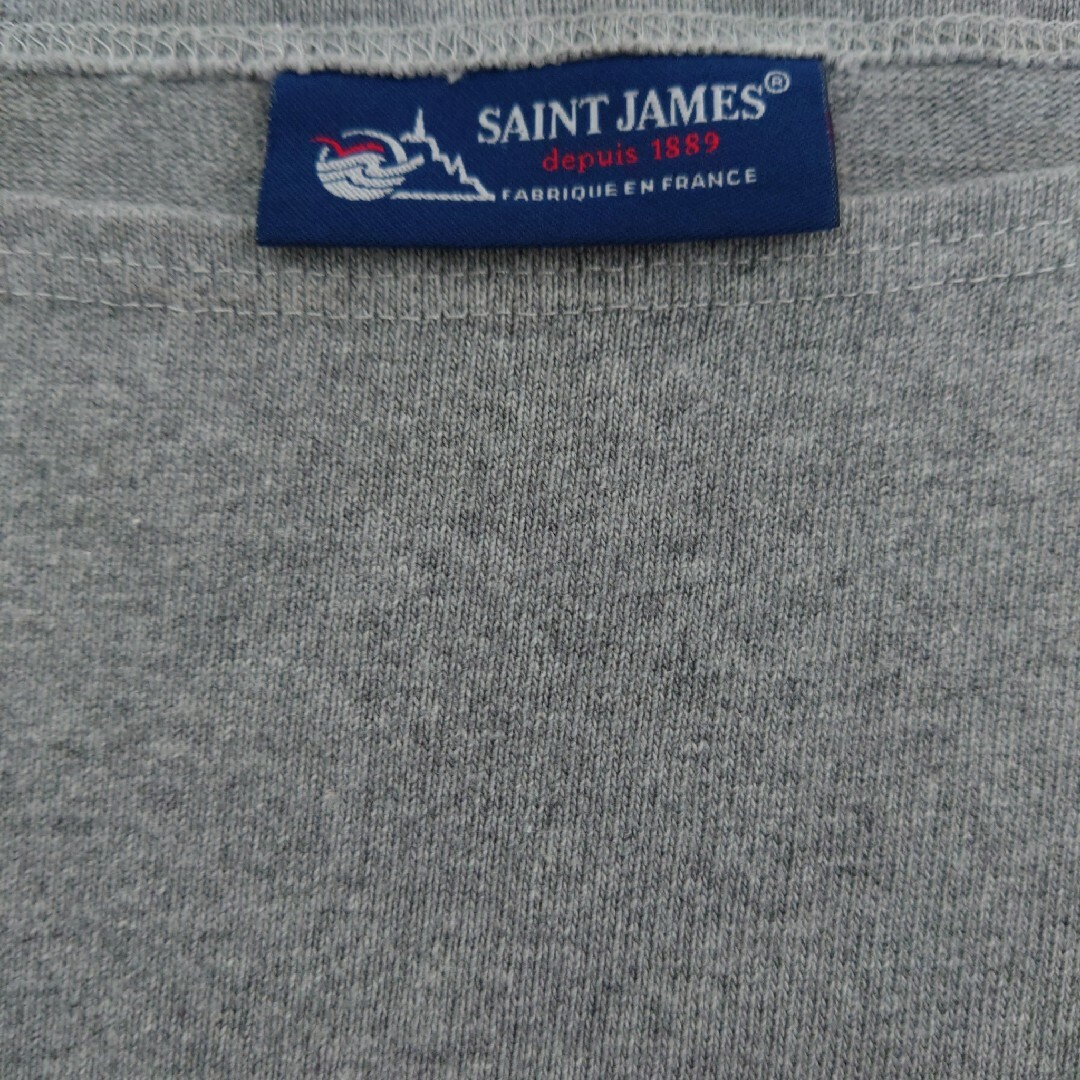 SAINT JAMES®
depuis 1889
FABRIQUE EN FRANCE